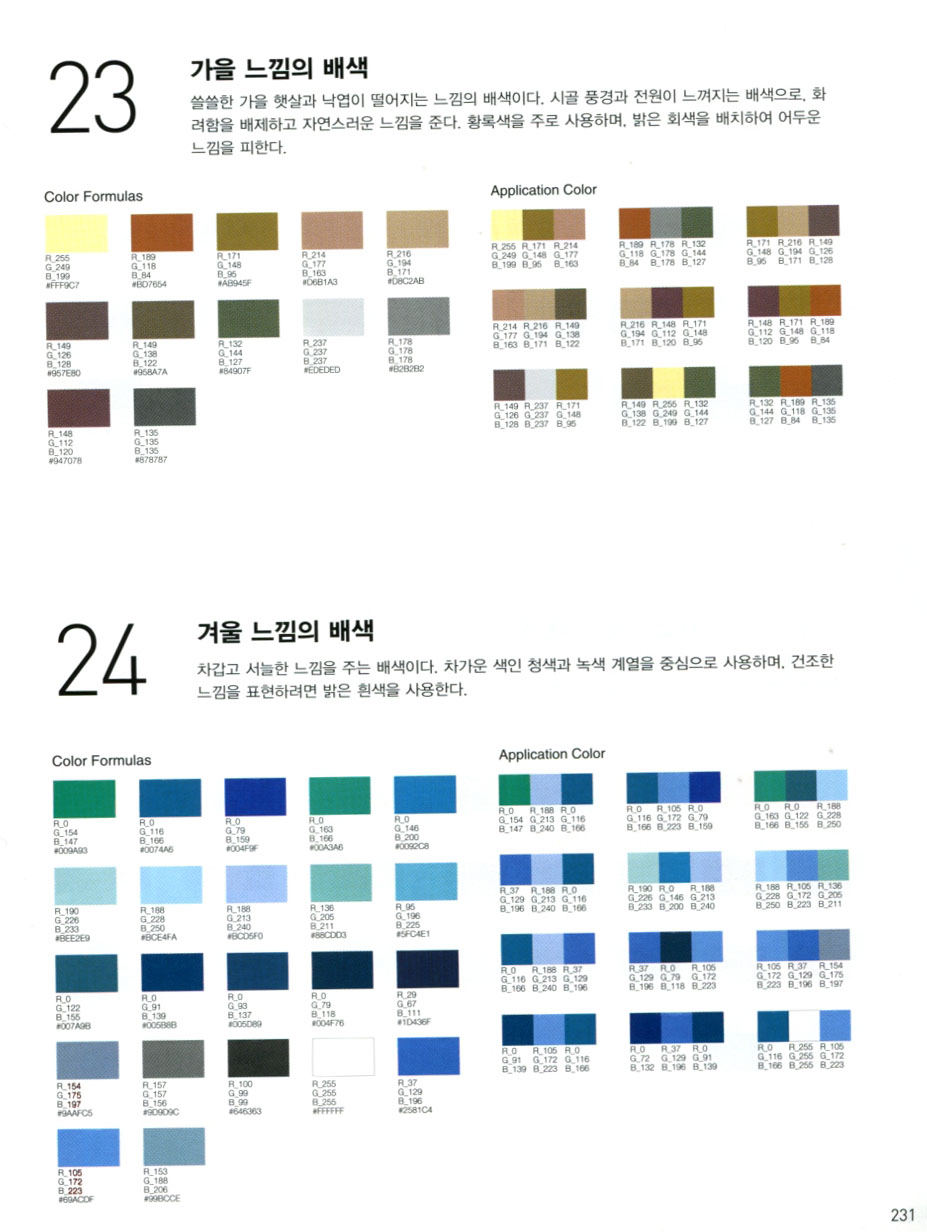 23
가을 느낌의 배색
쓸쓸한 가을 햇살과 낙엽이 떨어지는 느낌의 배색이다. 시골 풍경과 전원이 느껴지는 배색으로, 화
려함을 배제하고 자연스러운 느낌을 준다. 황록색을 주로 사용하며, 밝은 회색을 배치하여 어두운
느낌을 피한다.
Color Formulas
R_255
G_249
B_199
#FFF9C7
R_189
G_118
B_84
#BD7654
R_171
G_148
B_95
#AB945F
R_214
G_177
B_163
#D6B1A3
R_216
G_194
B_171
#D8C2AB
R_149
G_126
B_128
#957E80
R_149
G_138
B_122
#958A7A
R_132
G_144
B_127
#84907F
R_237
G_237
B_237
#EDEDED
R_178
G_178
B_178
#B2B2B2
R_148
G_112
B_120
#947078
R_135
G_135
B_135
#878787
Application Color
R_255 R_171 R_214
G_249 G_148 G_177
B_199 B_95 B_163
R_189 R_178 R_132
G_118 G_178 G_144
B_84 B_178 B_127
R_171 R_216 R_149
G_148 G_194 G_126
B_95 B_171 B_128
R_214 R_216 R_149
G_177 G_194 G_138
B_163 B_171 B_122
R_216 R_148 R_171
G_194 G_112 G_148
B_171 B_120 B_95
R_148 R_171 R_189
G_112 G_148 G_118
B_120 B_95 B_84
R_149 R_237 R_171
G_126 G_237 G_148
B_128 B_237 B_95
R_149 R_255 R_132
G_138 G_249 G_144
B_122 B_199 B_127
R_132 R_189 R_135
G_144 G_118 G_135
B_127 B_84 B_135
24
겨울 느낌의 배색
차갑고 서늘한 느낌을 주는 배색이다. 차가운 색인 청색과 녹색 계열을 중심으로 사용하며, 건조한
느낌을 표현하려면 밝은 흰색을 사용한다.
Color Formulas
R_0
G_154
B_147
#009A93
R_0
G_116
B_166
#0074A6
R_0
G_79
B_159
#004F9F
R_0
G_163
B_166
#00A3A6
R_0
G_146
B_200
#0092C8
R_190
G_226
B_233
#BEE2E9
R_188
G_228
B_250
#BCE4FA
R_188
G_213
B_240
#BCD5F0
R_136
G_205
B_211
#88CDD3
R_95
G_196
B_225
#5FC4E1
R_0
G_122
B_155
#007A9B
R_0
G_91
B_139
#005B8B
R_0
G_93
B_137
#005D89
R_0
G_79
B_118
#004F76
R_29
G_67
B_111
#1D436F
R_154
G_175
B_197
#9AAFC5
R_157
G_157
B_156
#9D9D9C
R_100
G_99
B_99
#646363
R_255
G_255
B_255
#FFFFFF
R_37
G_129
B_196
#2581C4
R_105
G_172
B_223
#69ACDF
R_153
G_188
B_206
#99BCCE
Application Color
R_0 R_188 R_0
G_154 G_213 G_116
B_147 B_240 B_166
R_0 R_105 R_0
G_116 G_172 G_79
B_166 B_223 B_159
R_0 R_0 R_188
G_163 G_122 G_228
B_166 B_155 B_250
R_37 R_188 R_0
G_129 G_213 G_116
B_196 B_240 B_166
R_190 R_0 R_188
G_226 G_146 G_213
B_233 B_200 B_240
R_188 R_105 R_136
G_228 G_172 G_205
B_250 B_223 B_211
R_0 R_188 R_37
G_116 G_213 G_129
B_166 B_240 B_196
R_37 R_0 R_105
G_129 G_79 G_172
B_196 B_118 B_223
R_105 R_37 R_154
G_172 G_129 G_175
B_223 B_196 B_197
R_0 R_105 R_0
G_91 G_172 G_116
B_139 B_223 B_166
R_0 R_37 R_0
G_72 G_129 G_91
B_132 B_196 B_139
R_0 R_255 R_105
G_116 G_255 G_172
B_166 B_255 B_223
231